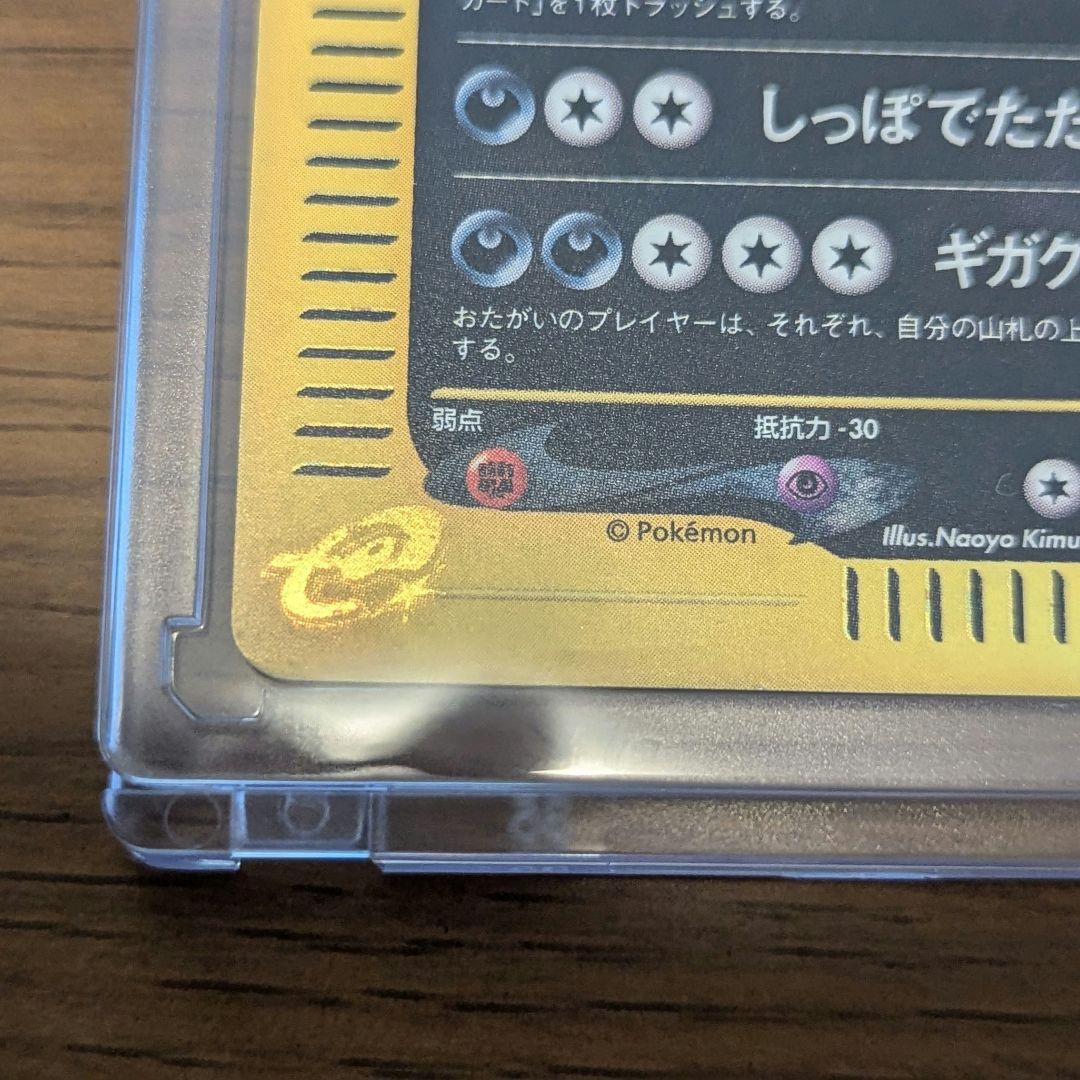 カード」を1枚トラッシュする。
しっぽでたた
ギガク
おたがいのプレイヤーは、それぞれ、自分の山札の上
する。
弱点
抵抗力 -30
© Pokémon
Illus.Naoyo Kimu